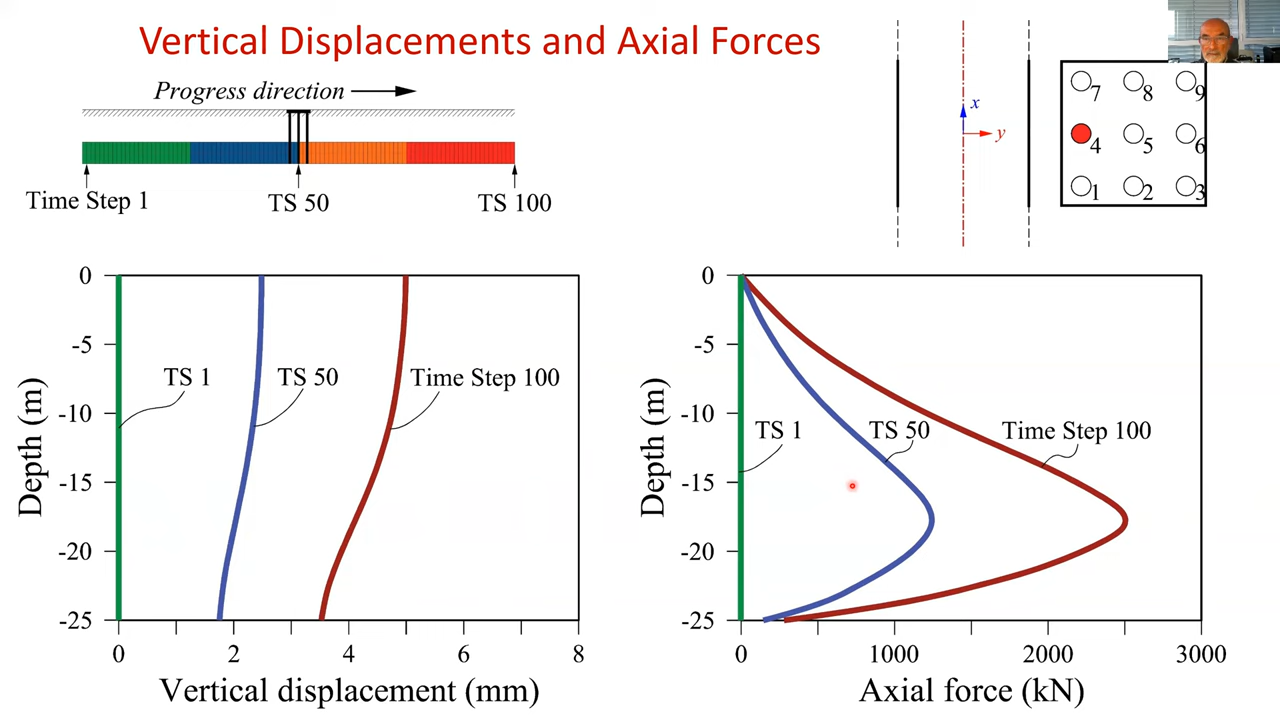 Vertical Displacements and Axial Forces
Progress direction
Time Step 1
TS 50
TS 100
x
y
7
8
9
4
5
6
1
2
3
0
-5
-10
-15
-20
-25
Depth (m)
TS 1
TS 50
Time Step 100
0
2
4
6
8
Vertical displacement (mm)
0
-5
-10
-15
-20
-25
Depth (m)
TS 1
TS 50
Time Step 100
0
1000
2000
3000
Axial force (kN)